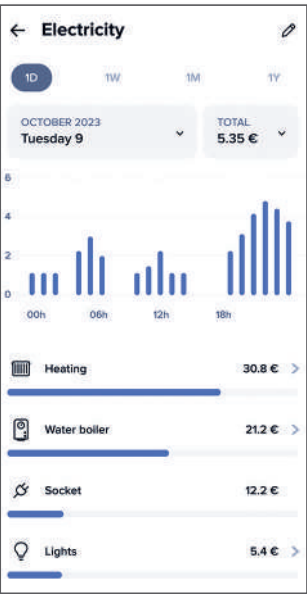 Electricity
1D 1W 1M 1Y
OCTOBER 2023 TOTAL
Tuesday 9 5.35 €
6
4
2
0
00h 06h 12h 18h
Heating 30.8 €
Water boiler 21.2 €
Socket 12.2 €
Lights 5.4 €